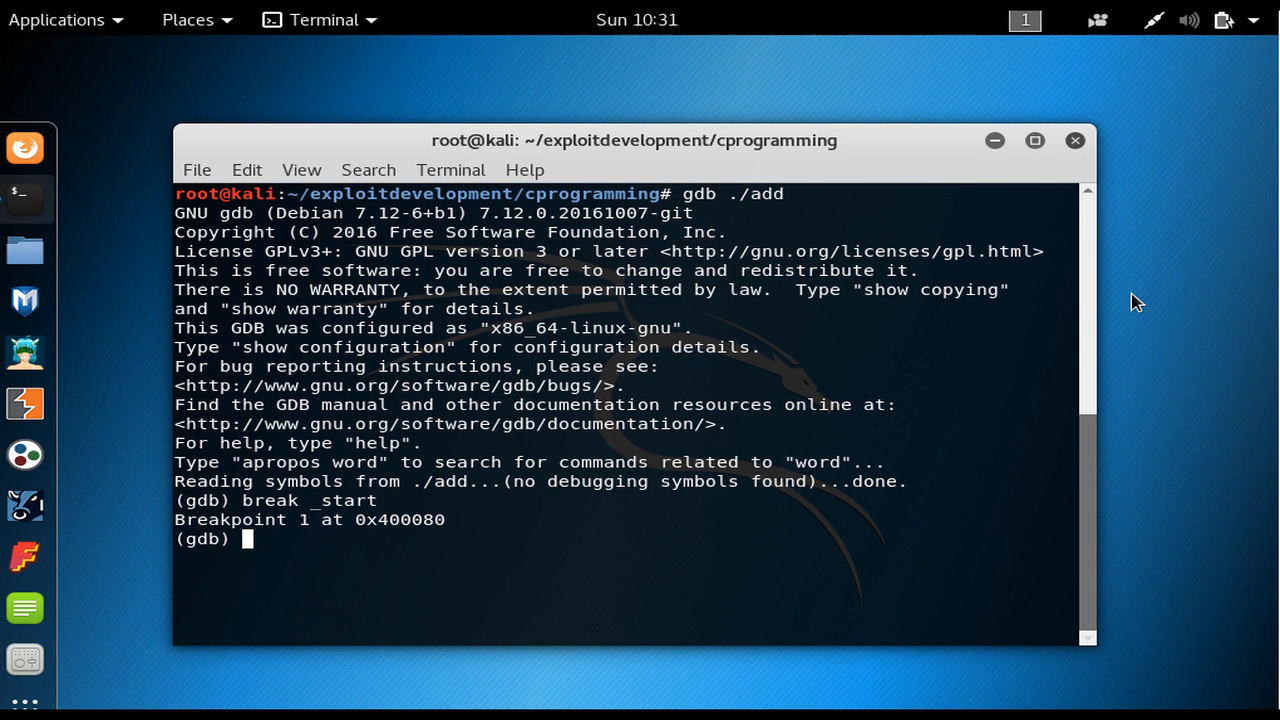 Applications Places Terminal Sun 10:31 1
root@kali: ~/exploitdevelopment/cprogramming
File Edit View Search Terminal Help
root@kali:~/exploitdevelopment/cprogramming# gdb ./add
GNU gdb (Debian 7.12-6+b1) 7.12.0.20161007-git
Copyright (C) 2016 Free Software Foundation, Inc.
License GPLv3+: GNU GPL version 3 or later <http://gnu.org/licenses/gpl.html>
This is free software: you are free to change and redistribute it.
There is NO WARRANTY, to the extent permitted by law.  Type "show copying"
and "show warranty" for details.
This GDB was configured as "x86_64-linux-gnu".
Type "show configuration" for configuration details.
For bug reporting instructions, please see:
<http://www.gnu.org/software/gdb/bugs/>.
Find the GDB manual and other documentation resources online at:
<http://www.gnu.org/software/gdb/documentation/>.
For help, type "help".
Type "apropos word" to search for commands related to "word"...
Reading symbols from ./add...(no debugging symbols found)...done.
(gdb) break _start
Breakpoint 1 at 0x400080
(gdb)